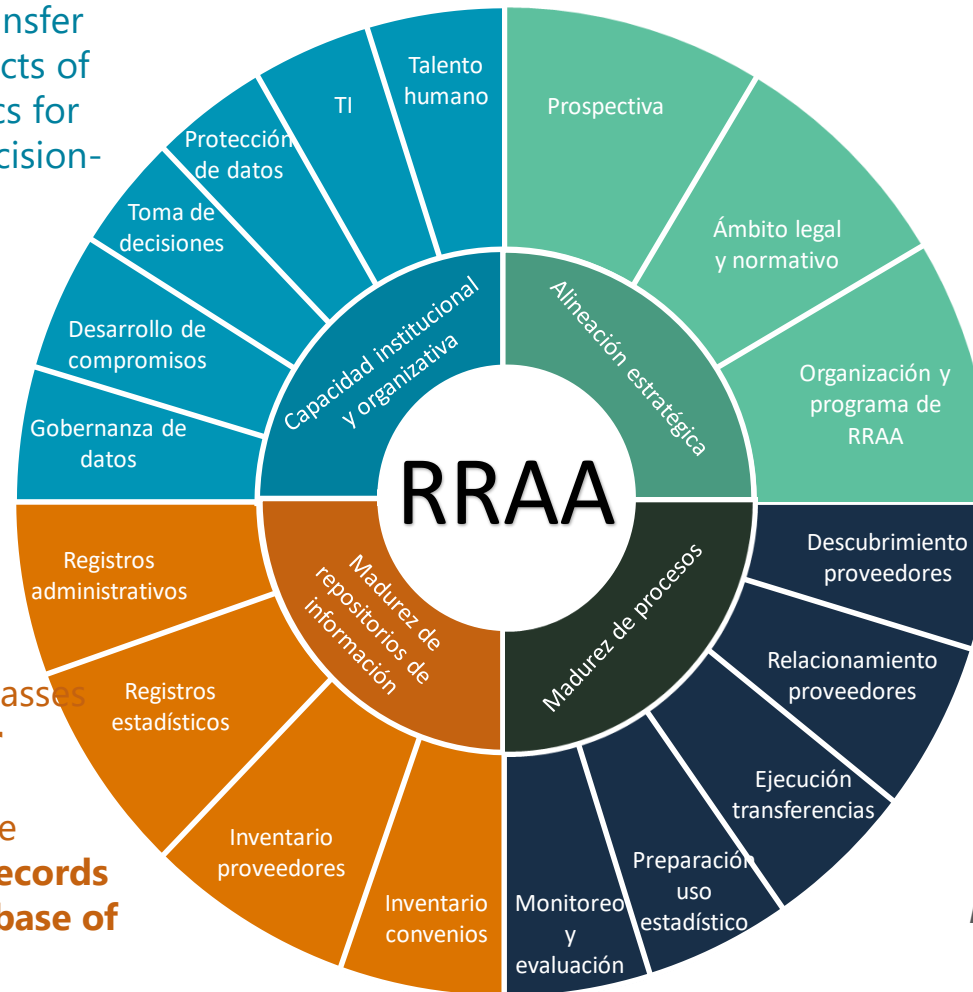 nsfer
cts of
cs for
cision-
Talento
humano
TI
Protección
de datos
Toma de
decisiones
Desarrollo de
compromisos
Gobernanza de
datos
Prospectiva
Ámbito legal
y normativo
Organización y
programa de
RRAA
Capacidad institucional
y organizativa
Alineación estratégica
RRAA
Madurez de
repositorios de
información
Madurez de procesos
Registros
administrativos
Registros
estadísticos
Inventario
proveedores
Inventario
convenios
Descubrimiento
proveedores
Relacionamiento
proveedores
Ejecución
transferencias
Preparación
uso
estadístico
Monitoreo
y
evaluación
asses
e
ecords
base of